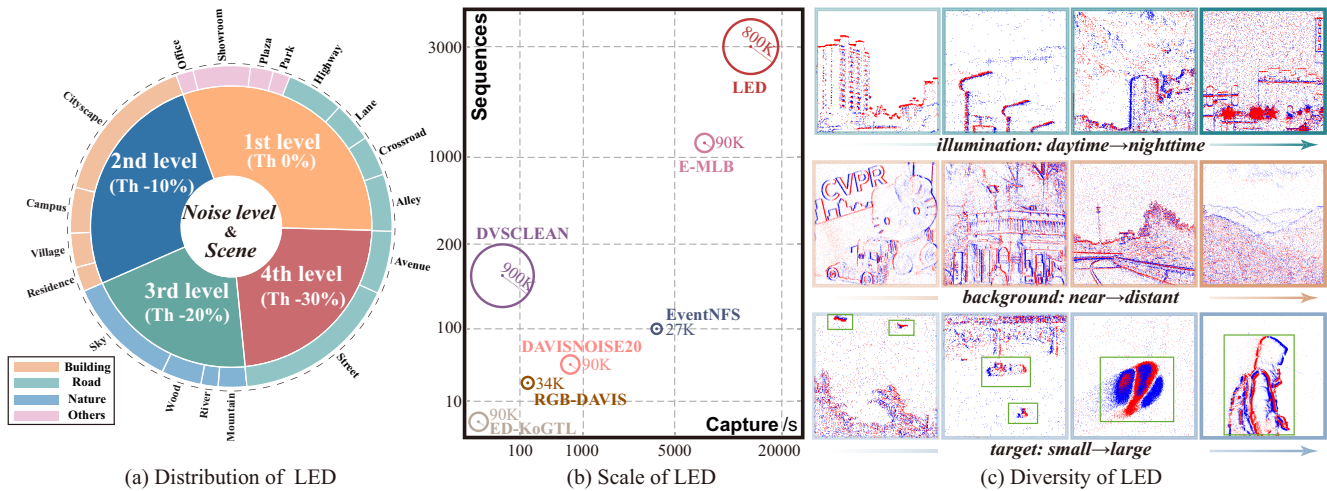 Office
Showroom
Plaza
Park
Highway
Lane
Crossroad
Alley
Avenue
Street
Mountain
River
Wood
Sky
Residence
Village
Campus
Cityscape
1st level
(Th 0%)
2nd level
(Th -10%)
3rd level
(Th -20%)
4th level
(Th -30%)
Noise level
&
Scene
Building
Road
Nature
Others
(a) Distribution of LED
Sequences
3000
1000
200
100
10
800K
LED
90K
E-MLB
DVSCLEAN
900K
EventNFS
27K
DAVISNOISE20
90K
34K
RGB-DAVIS
90K
ED-KoGTL
Capture /s
100
1000
5000
20000
(b) Scale of LED
illumination: daytime→nighttime
CVPR
background: near→distant
target: small→large
(c) Diversity of LED